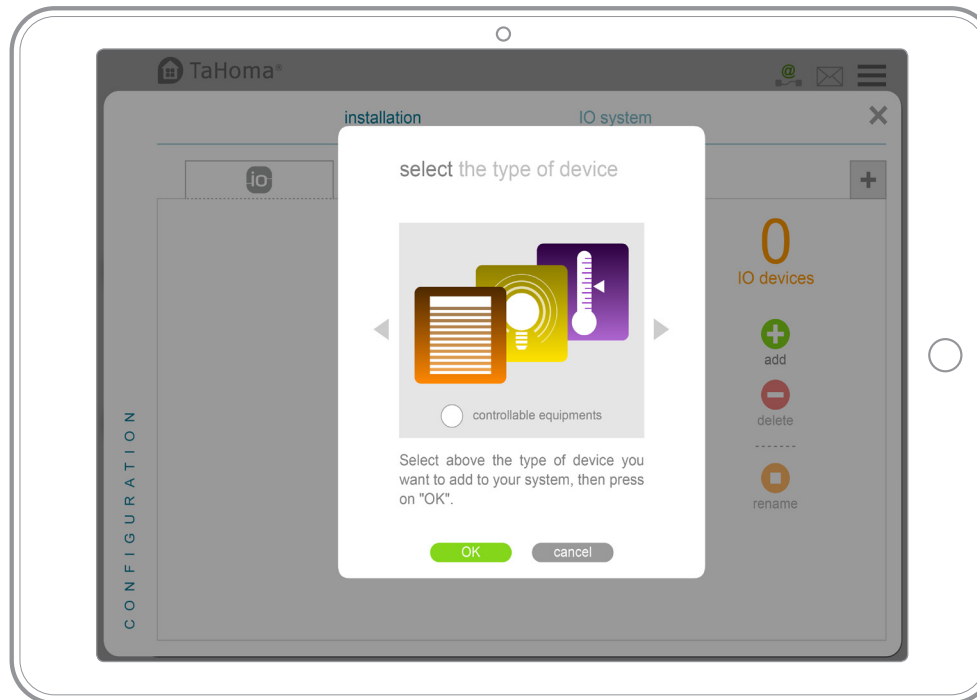 TaHoma®
@
installation
IO system
io
select the type of device
controllable equipments
Select above the type of device you
want to add to your system, then press
on "OK".
OK
cancel
0
IO devices
add
delete
rename
CONFIGURATION